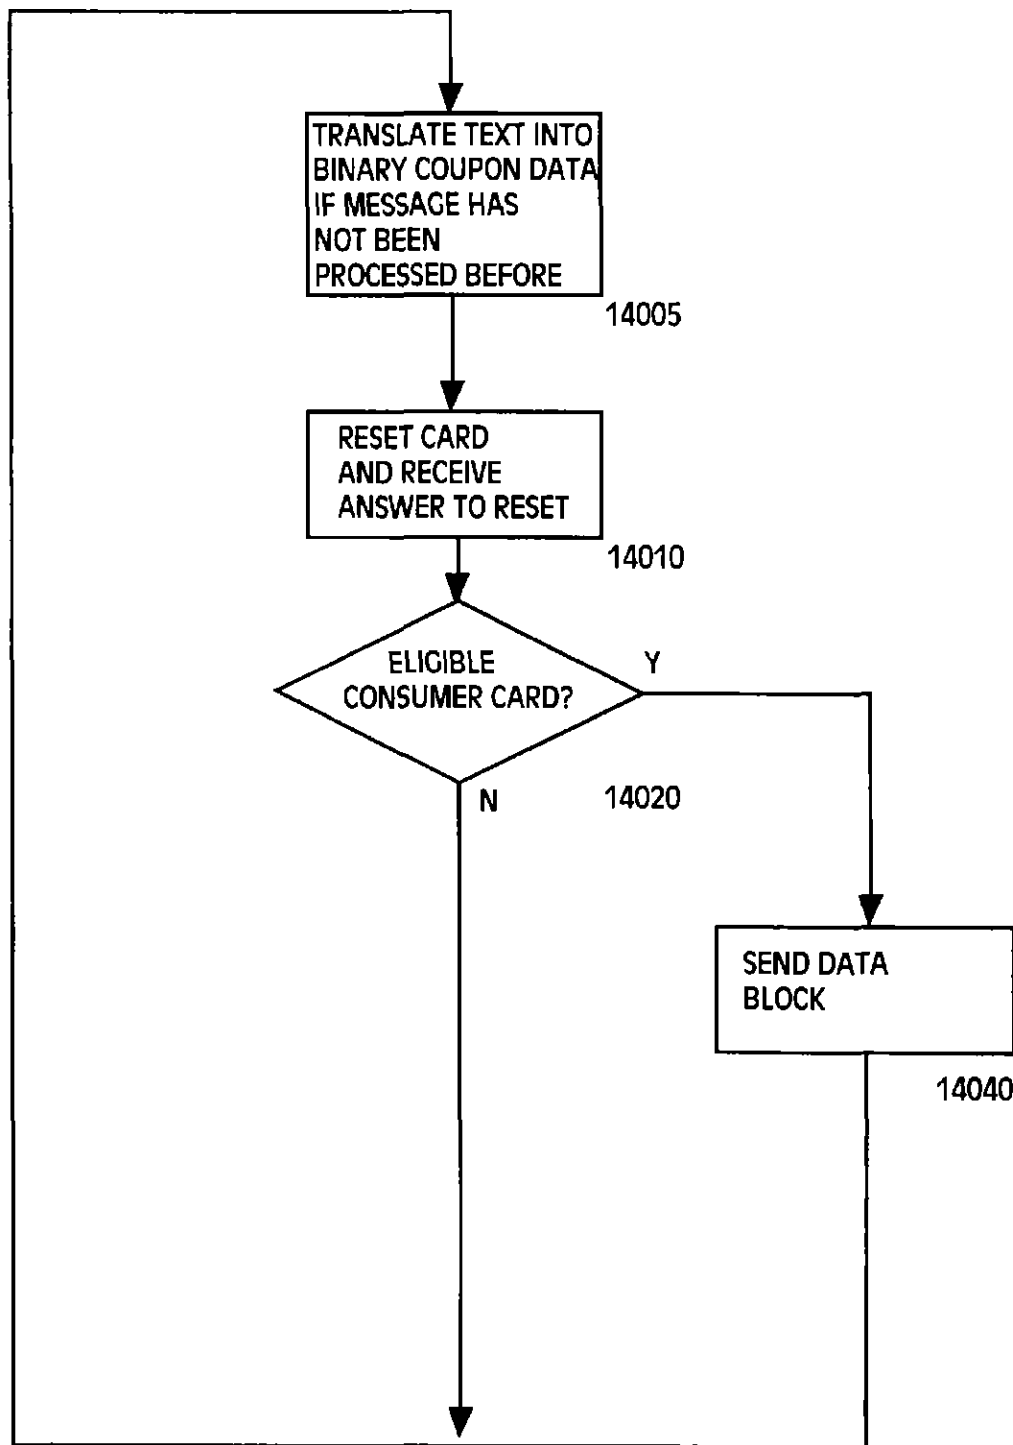 TRANSLATE TEXT INTO
BINARY COUPON DATA
IF MESSAGE HAS
NOT BEEN
PROCESSED BEFORE
14005
RESET CARD
AND RECEIVE
ANSWER TO RESET
14010
ELIGIBLE
CONSUMER CARD?
Y
N
14020
SEND DATA
BLOCK
14040